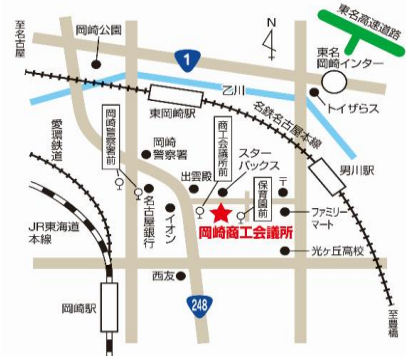 至名古屋
岡崎公園
1
N
東名高速道路
東名
岡崎インター
乙川
トイザらス
東岡崎駅
名鉄名古屋本線
愛環鉄道
岡崎警察署前
岡崎
警察署
商工会議所前
スター
バックス
男川駅
出雲殿
保育園前
〒
名古屋銀行
イオン
ファミリー
マート
岡崎商工会議所
JR東海道
本線
光ヶ丘高校
西友
248
岡崎駅
至豊橋